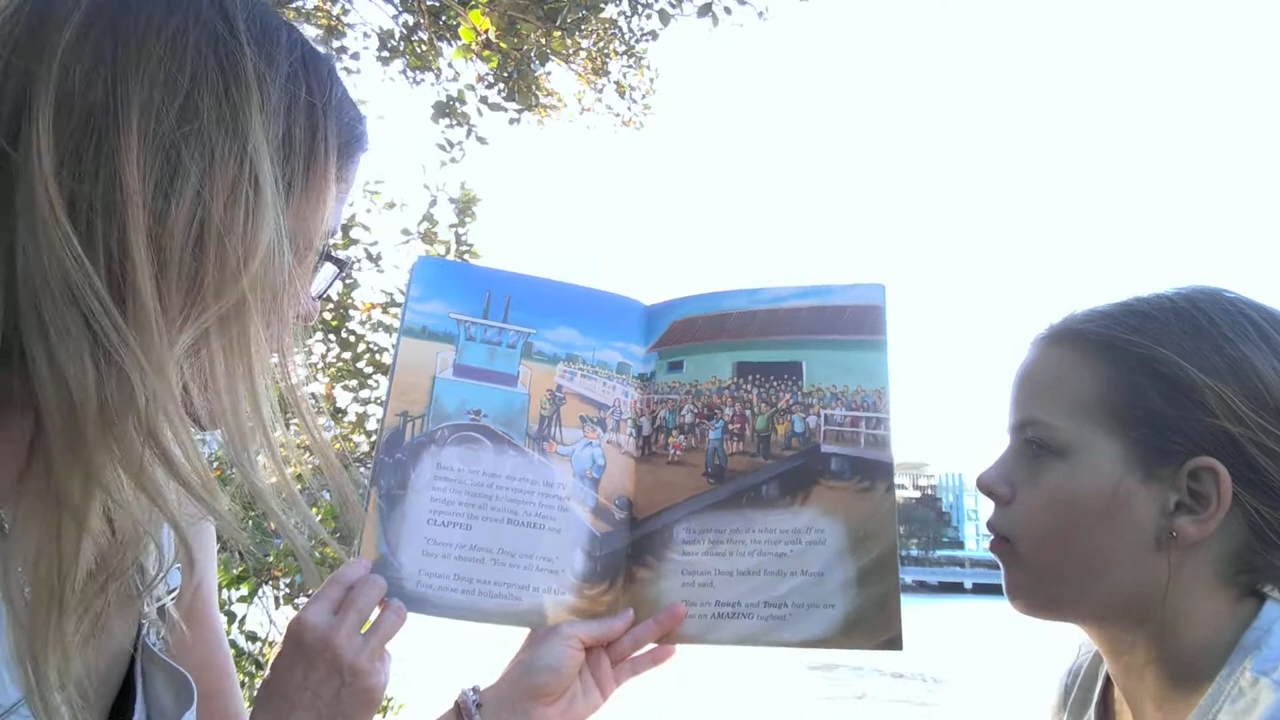 Back at her home moorings, the TV
cameras, lots of newspaper reporters
and the buzzing helicopters from the
bridge were all waiting. As Mavis
appeared the crowd ROARED and
CLAPPED
"Cheers for Mavis, Doug and crew,"
they all shouted. "You are all heroes."
Captain Doug was surprised at all the
fuss, noise and hullaballoo.
"It's just our job; it's what we do. If we
hadn't been there, the river walk could
have caused a lot of damage."
Captain Doug looked fondly at Mavis
and said,
"You are Rough and Tough but you are
also an AMAZING tugboat."